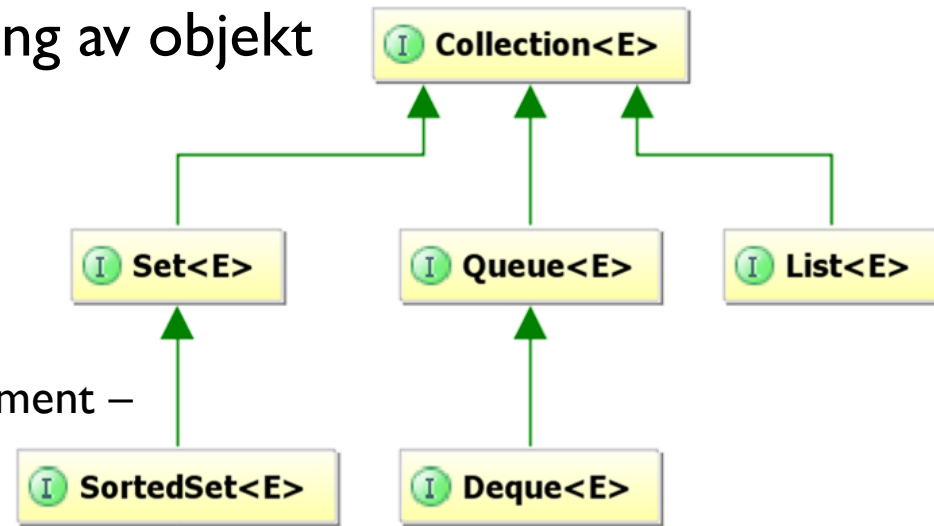 ng av objekt
I Collection<E>
I Set<E>
I Queue<E>
I List<E>
ment –
I SortedSet<E>
I Deque<E>